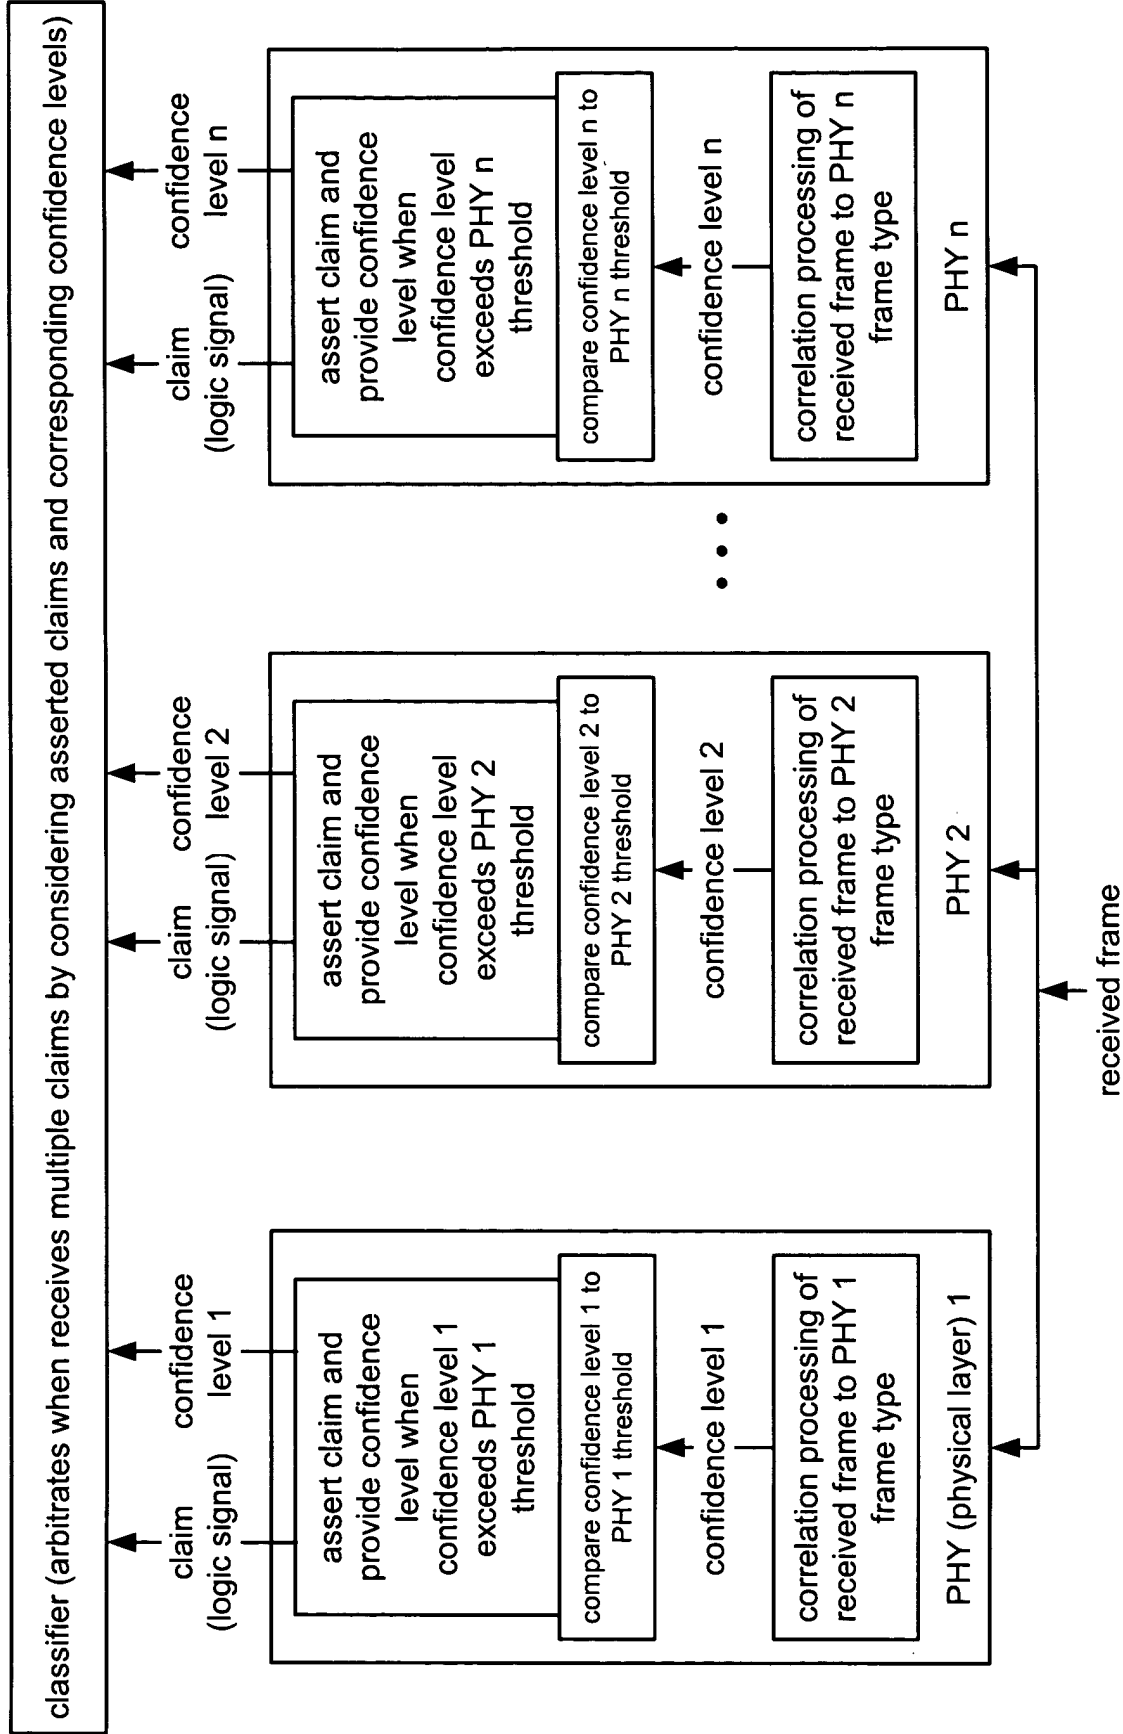 classifier (arbitrates when receives multiple claims by considering asserted claims and corresponding confidence levels)
claim
(logic signal)
confidence
level 1
assert claim and
provide confidence
level when
confidence level 1
exceeds PHY 1
threshold
compare confidence level 1 to
PHY 1 threshold
confidence level 1
correlation processing of
received frame to PHY 1
frame type
PHY (physical layer) 1
claim
(logic signal)
confidence
level 2
assert claim and
provide confidence
level when
confidence level
exceeds PHY 2
threshold
compare confidence level 2 to
PHY 2 threshold
confidence level 2
correlation processing of
received frame to PHY 2
frame type
PHY 2
claim
(logic signal)
confidence
level n
assert claim and
provide confidence
level when
confidence level
exceeds PHY n
threshold
compare confidence level n to
PHY n threshold
confidence level n
correlation processing of
received frame to PHY n
frame type
PHY n
received frame